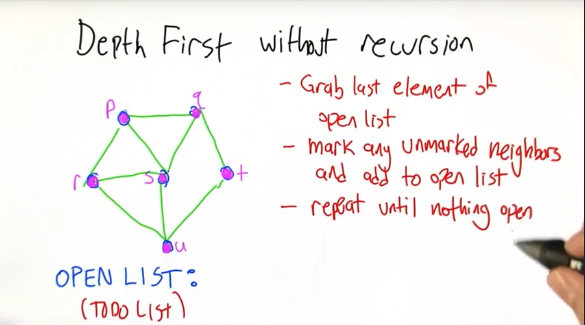 Depth First without recursion
- Grab last element of
open list
- mark any unmarked neighbors
and add to open list
- repeat until nothing open
p
q
r
s
t
u
OPEN LIST:
(TODO LIST)